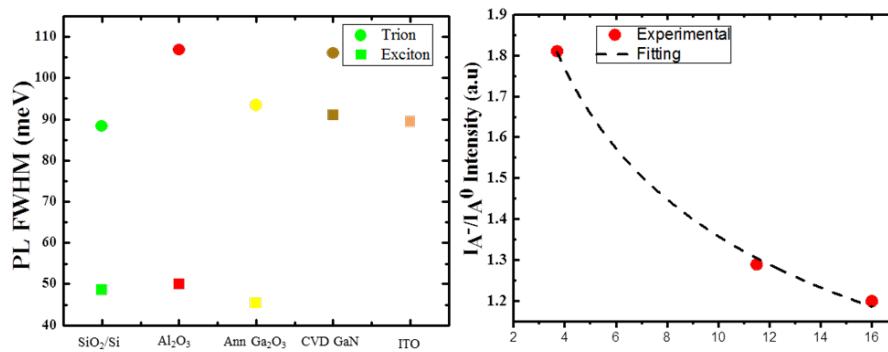 PL FWHM (meV)
110
100
90
80
70
60
50
40
Trion
Exciton
SiO₂/Si
Al₂O₃
Ann Ga₂O₃
CVD GaN
ITO
I_A⁻/I_A⁰ Intensity (a.u)
1.9
1.8
1.7
1.6
1.5
1.4
1.3
1.2
Experimental
Fitting
2
4
6
8
10
12
14
16